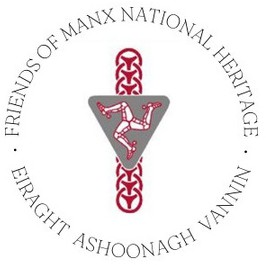 · FRIENDS OF MANX NATIONAL HERITAGE ·
EIRAGHT ASHOONAGH VANNIN